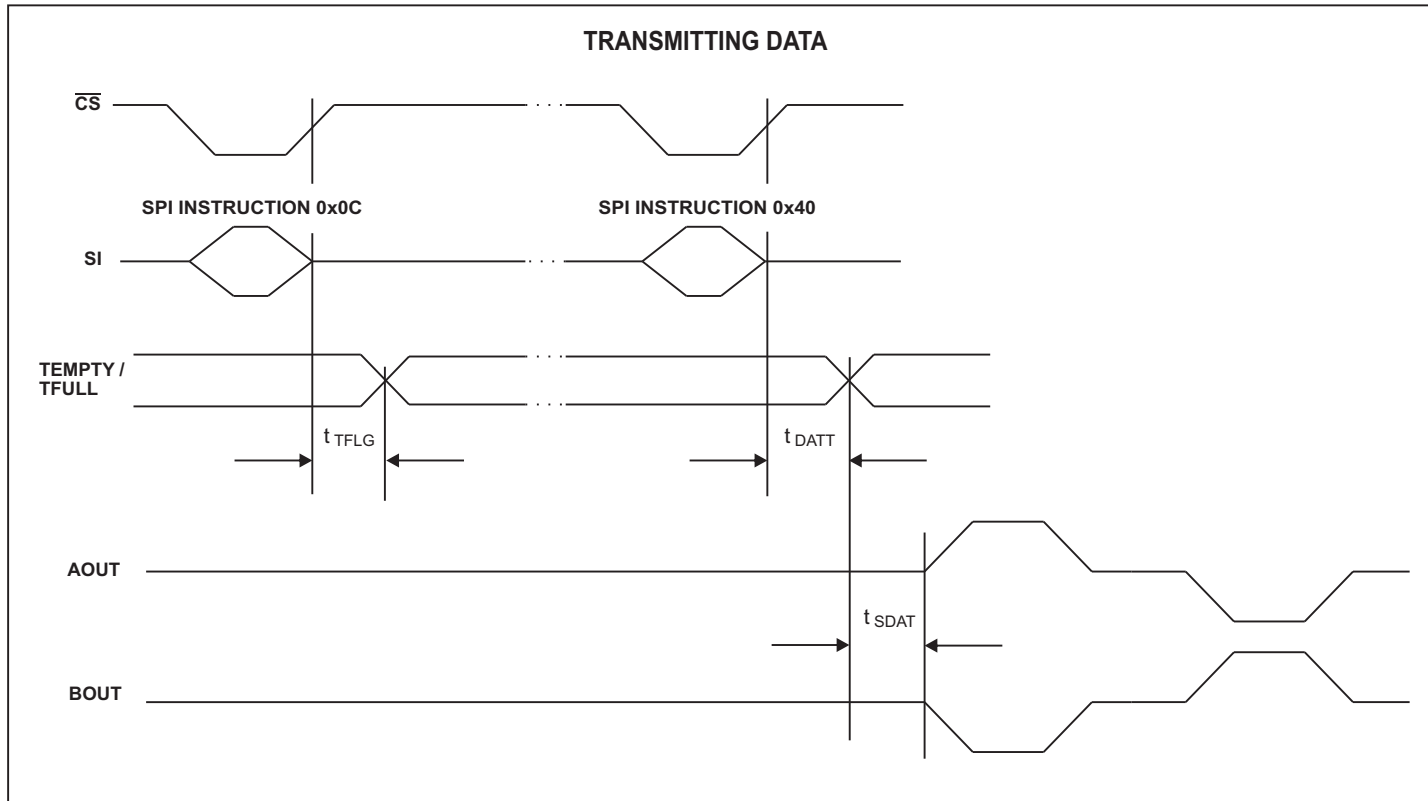 TRANSMITTING DATA
CS
SPI INSTRUCTION 0x0C SPI INSTRUCTION 0x40
SI
TEMPTY /
TFULL
t TFLG
t DATT
AOUT
t SDAT
BOUT